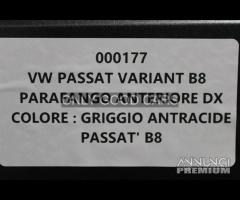 000177
VW PASSAT VARIANT B8
PARAFANGO ANTERIORE DX
COLORE : GRIGGIO ANTRACIDE
PASSAT' B8
ANNUNCI
PREMIUM